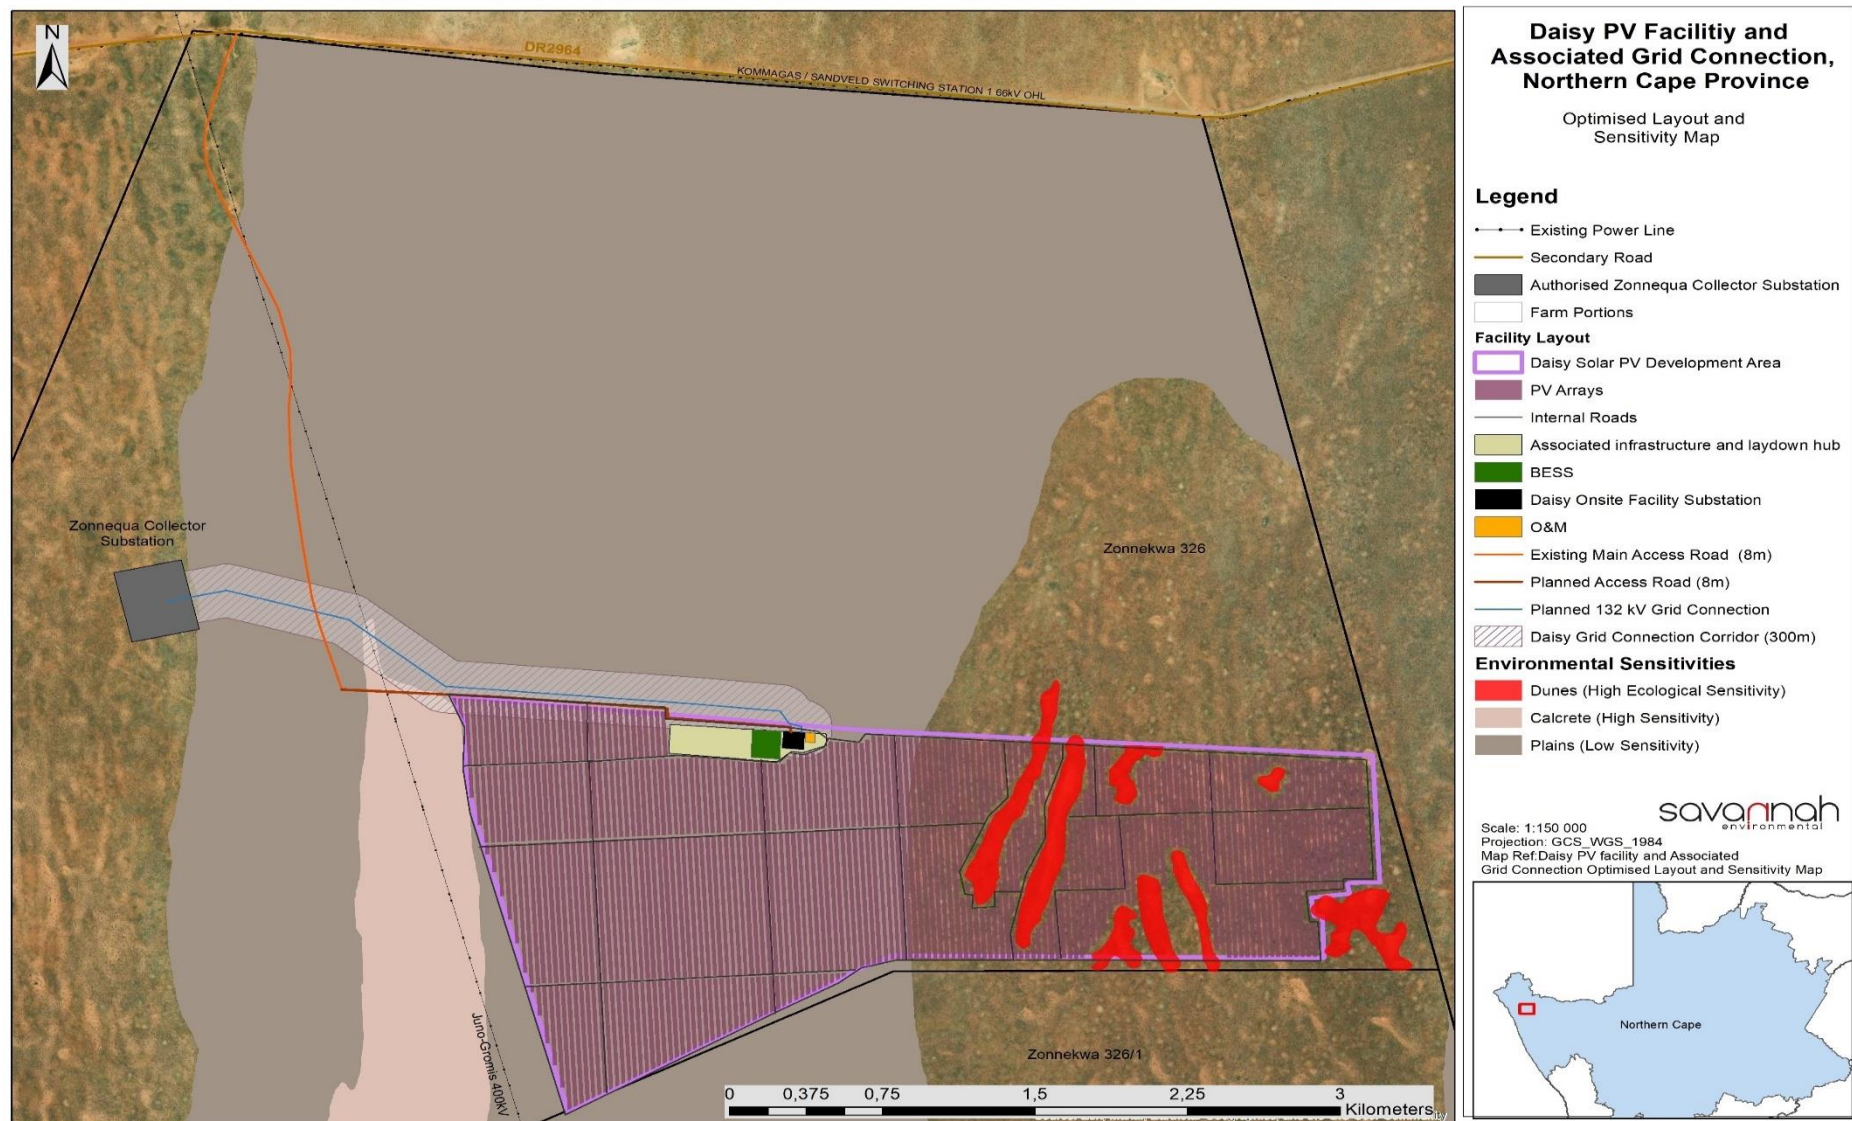 N
DR2964
KOMMAGAS / SANDVELD SWITCHING STATION 1 66kV OHL
Zonnequa Collector
Substation
Zonnekwa 326
Zonnekwa 326/1
Juno-Gromis 400kV
0 0,375 0,75 1,5 2,25 3
Kilometers
Daisy PV Facilitiy and
Associated Grid Connection,
Northern Cape Province
Optimised Layout and
Sensitivity Map
Legend
Existing Power Line
Secondary Road
Authorised Zonnequa Collector Substation
Farm Portions
Facility Layout
Daisy Solar PV Development Area
PV Arrays
Internal Roads
Associated infrastructure and laydown hub
BESS
Daisy Onsite Facility Substation
O&M
Existing Main Access Road (8m)
Planned Access Road (8m)
Planned 132 kV Grid Connection
Daisy Grid Connection Corridor (300m)
Environmental Sensitivities
Dunes (High Ecological Sensitivity)
Calcrete (High Sensitivity)
Plains (Low Sensitivity)
savannah
environmental
Scale: 1:150 000
Projection: GCS_WGS_1984
Map Ref:Daisy PV facility and Associated
Grid Connection Optimised Layout and Sensitivity Map
Northern Cape